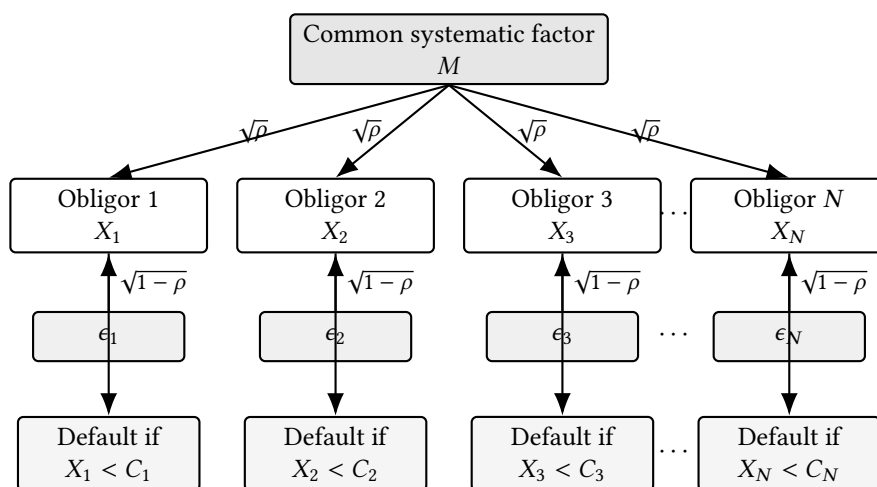 Common systematic factor
M
√ρ √ρ √ρ √ρ
Obligor 1 Obligor 2 Obligor 3 ... Obligor N
X₁ X₂ X₃ X_N
√1 − ρ √1 − ρ √1 − ρ √1 − ρ
ϵ₁ ϵ₂ ϵ₃ ... ϵ_N
Default if Default if Default if ... Default if
X₁ < C₁ X₂ < C₂ X₃ < C₃ X_N < C_N